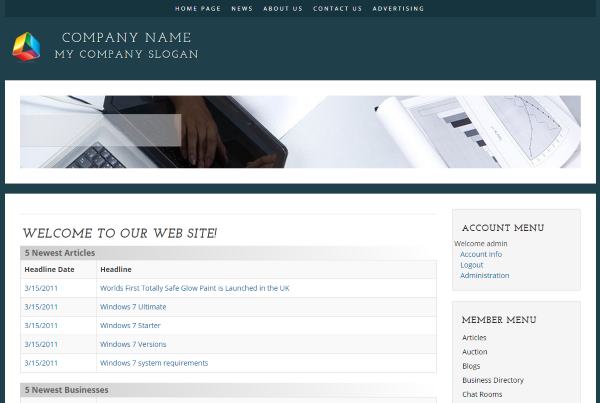 HOME PAGE NEWS ABOUT US CONTACT US ADVERTISING
COMPANY NAME
MY COMPANY SLOGAN
WELCOME TO OUR WEB SITE!
5 Newest Articles
Headline Date Headline
3/15/2011 Worlds First Totally Safe Glow Paint is Launched in the UK
3/15/2011 Windows 7 Ultimate
3/15/2011 Windows 7 Starter
3/15/2011 Windows 7 Versions
3/15/2011 Windows 7 system requirements
5 Newest Businesses
ACCOUNT MENU
Welcome admin
Account Info
Logout
Administration
MEMBER MENU
Articles
Auction
Blogs
Business Directory
Chat Rooms